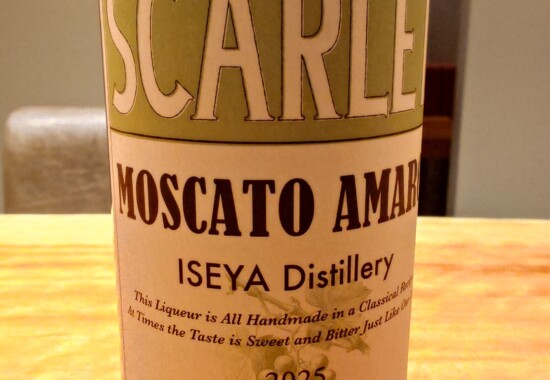 SCARLE
MOSCATO AMAR
ISEYA Distillery
This Liqueur is All Handmade in a Classical
At Times the Taste is Sweet and Bitter Just Like
2025